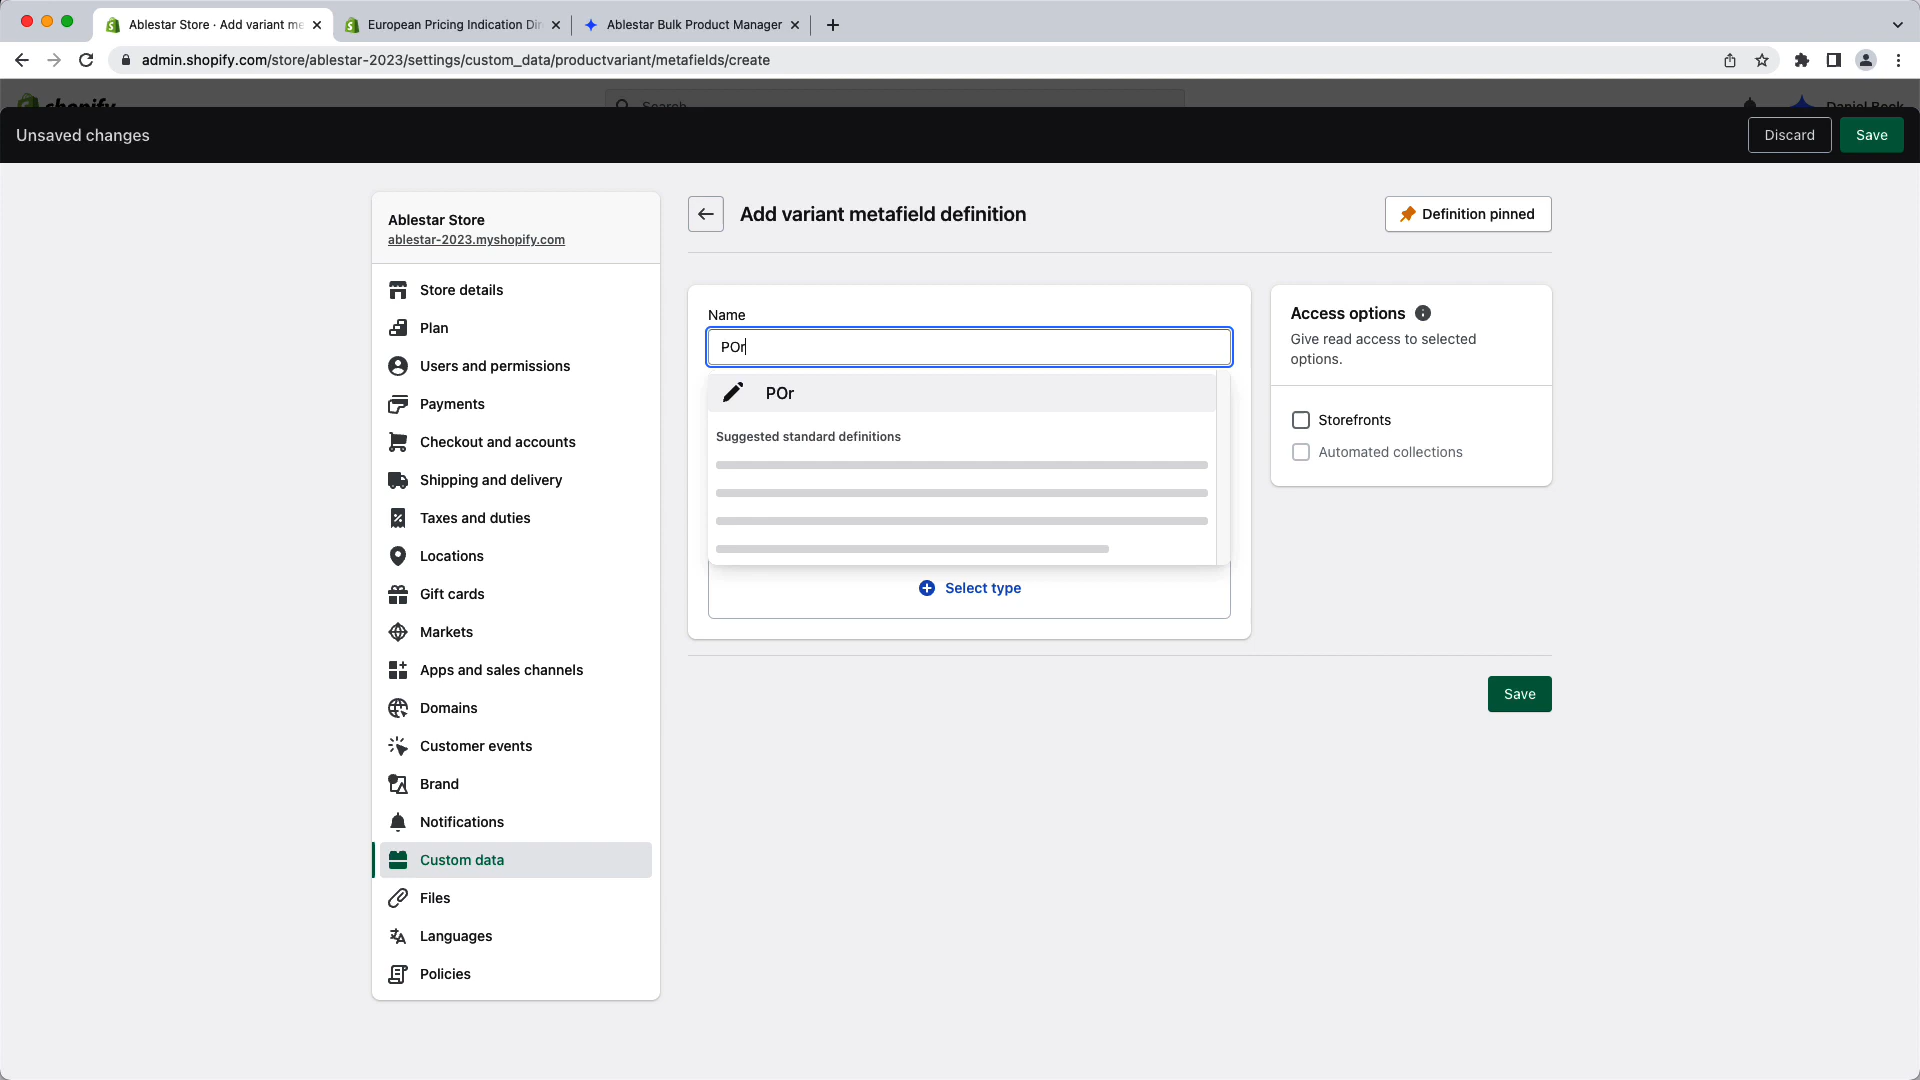 Ablestar Store · Add variant me
European Pricing Indication Dir
Ablestar Bulk Product Manager
admin.shopify.com/store/ablestar-2023/settings/custom_data/productvariant/metafields/create
shopify
Search
Daniel Beck
Unsaved changes
Discard
Save
Ablestar Store
ablestar-2023.myshopify.com
Store details
Plan
Users and permissions
Payments
Checkout and accounts
Shipping and delivery
Taxes and duties
Locations
Gift cards
Markets
Apps and sales channels
Domains
Customer events
Brand
Notifications
Custom data
Files
Languages
Policies
Add variant metafield definition
Definition pinned
Name
POr
POr
Suggested standard definitions
Select type
Access options
Give read access to selected
options.
Storefronts
Automated collections
Save